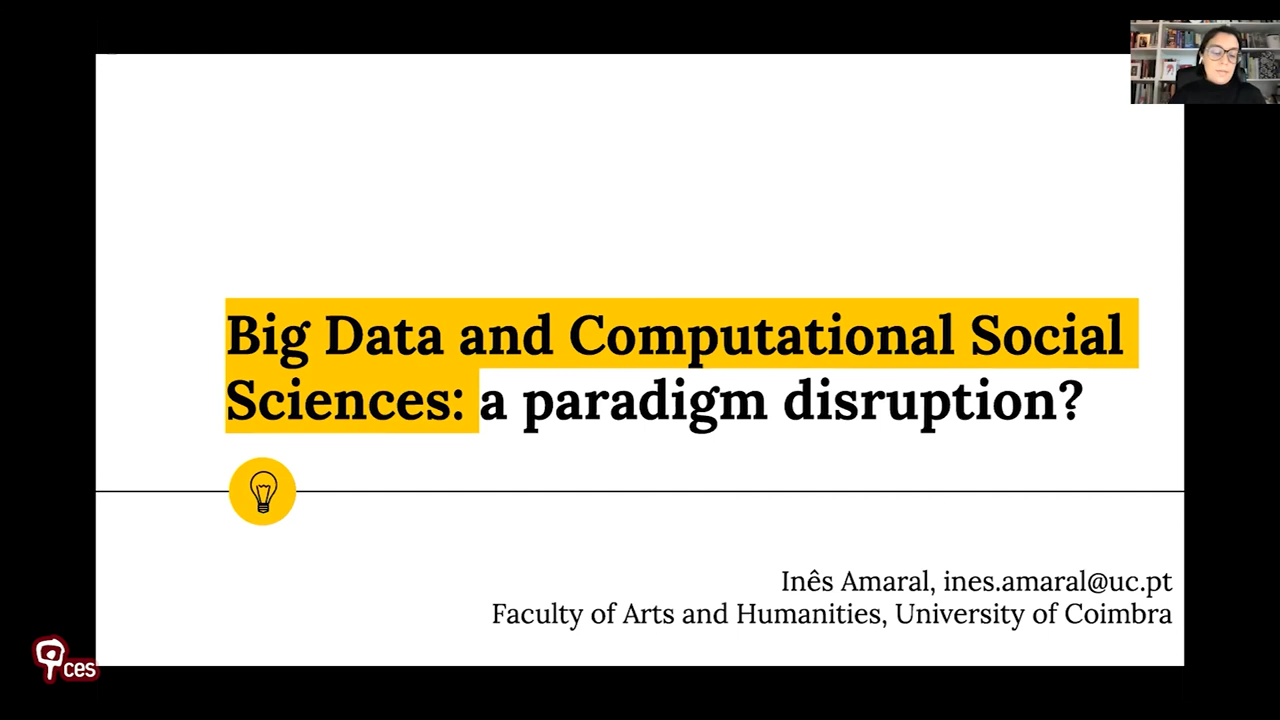 Big Data and Computational Social
Sciences: a paradigm disruption?
Inês Amaral, ines.amaral@uc.pt
Faculty of Arts and Humanities, University of Coimbra
ces